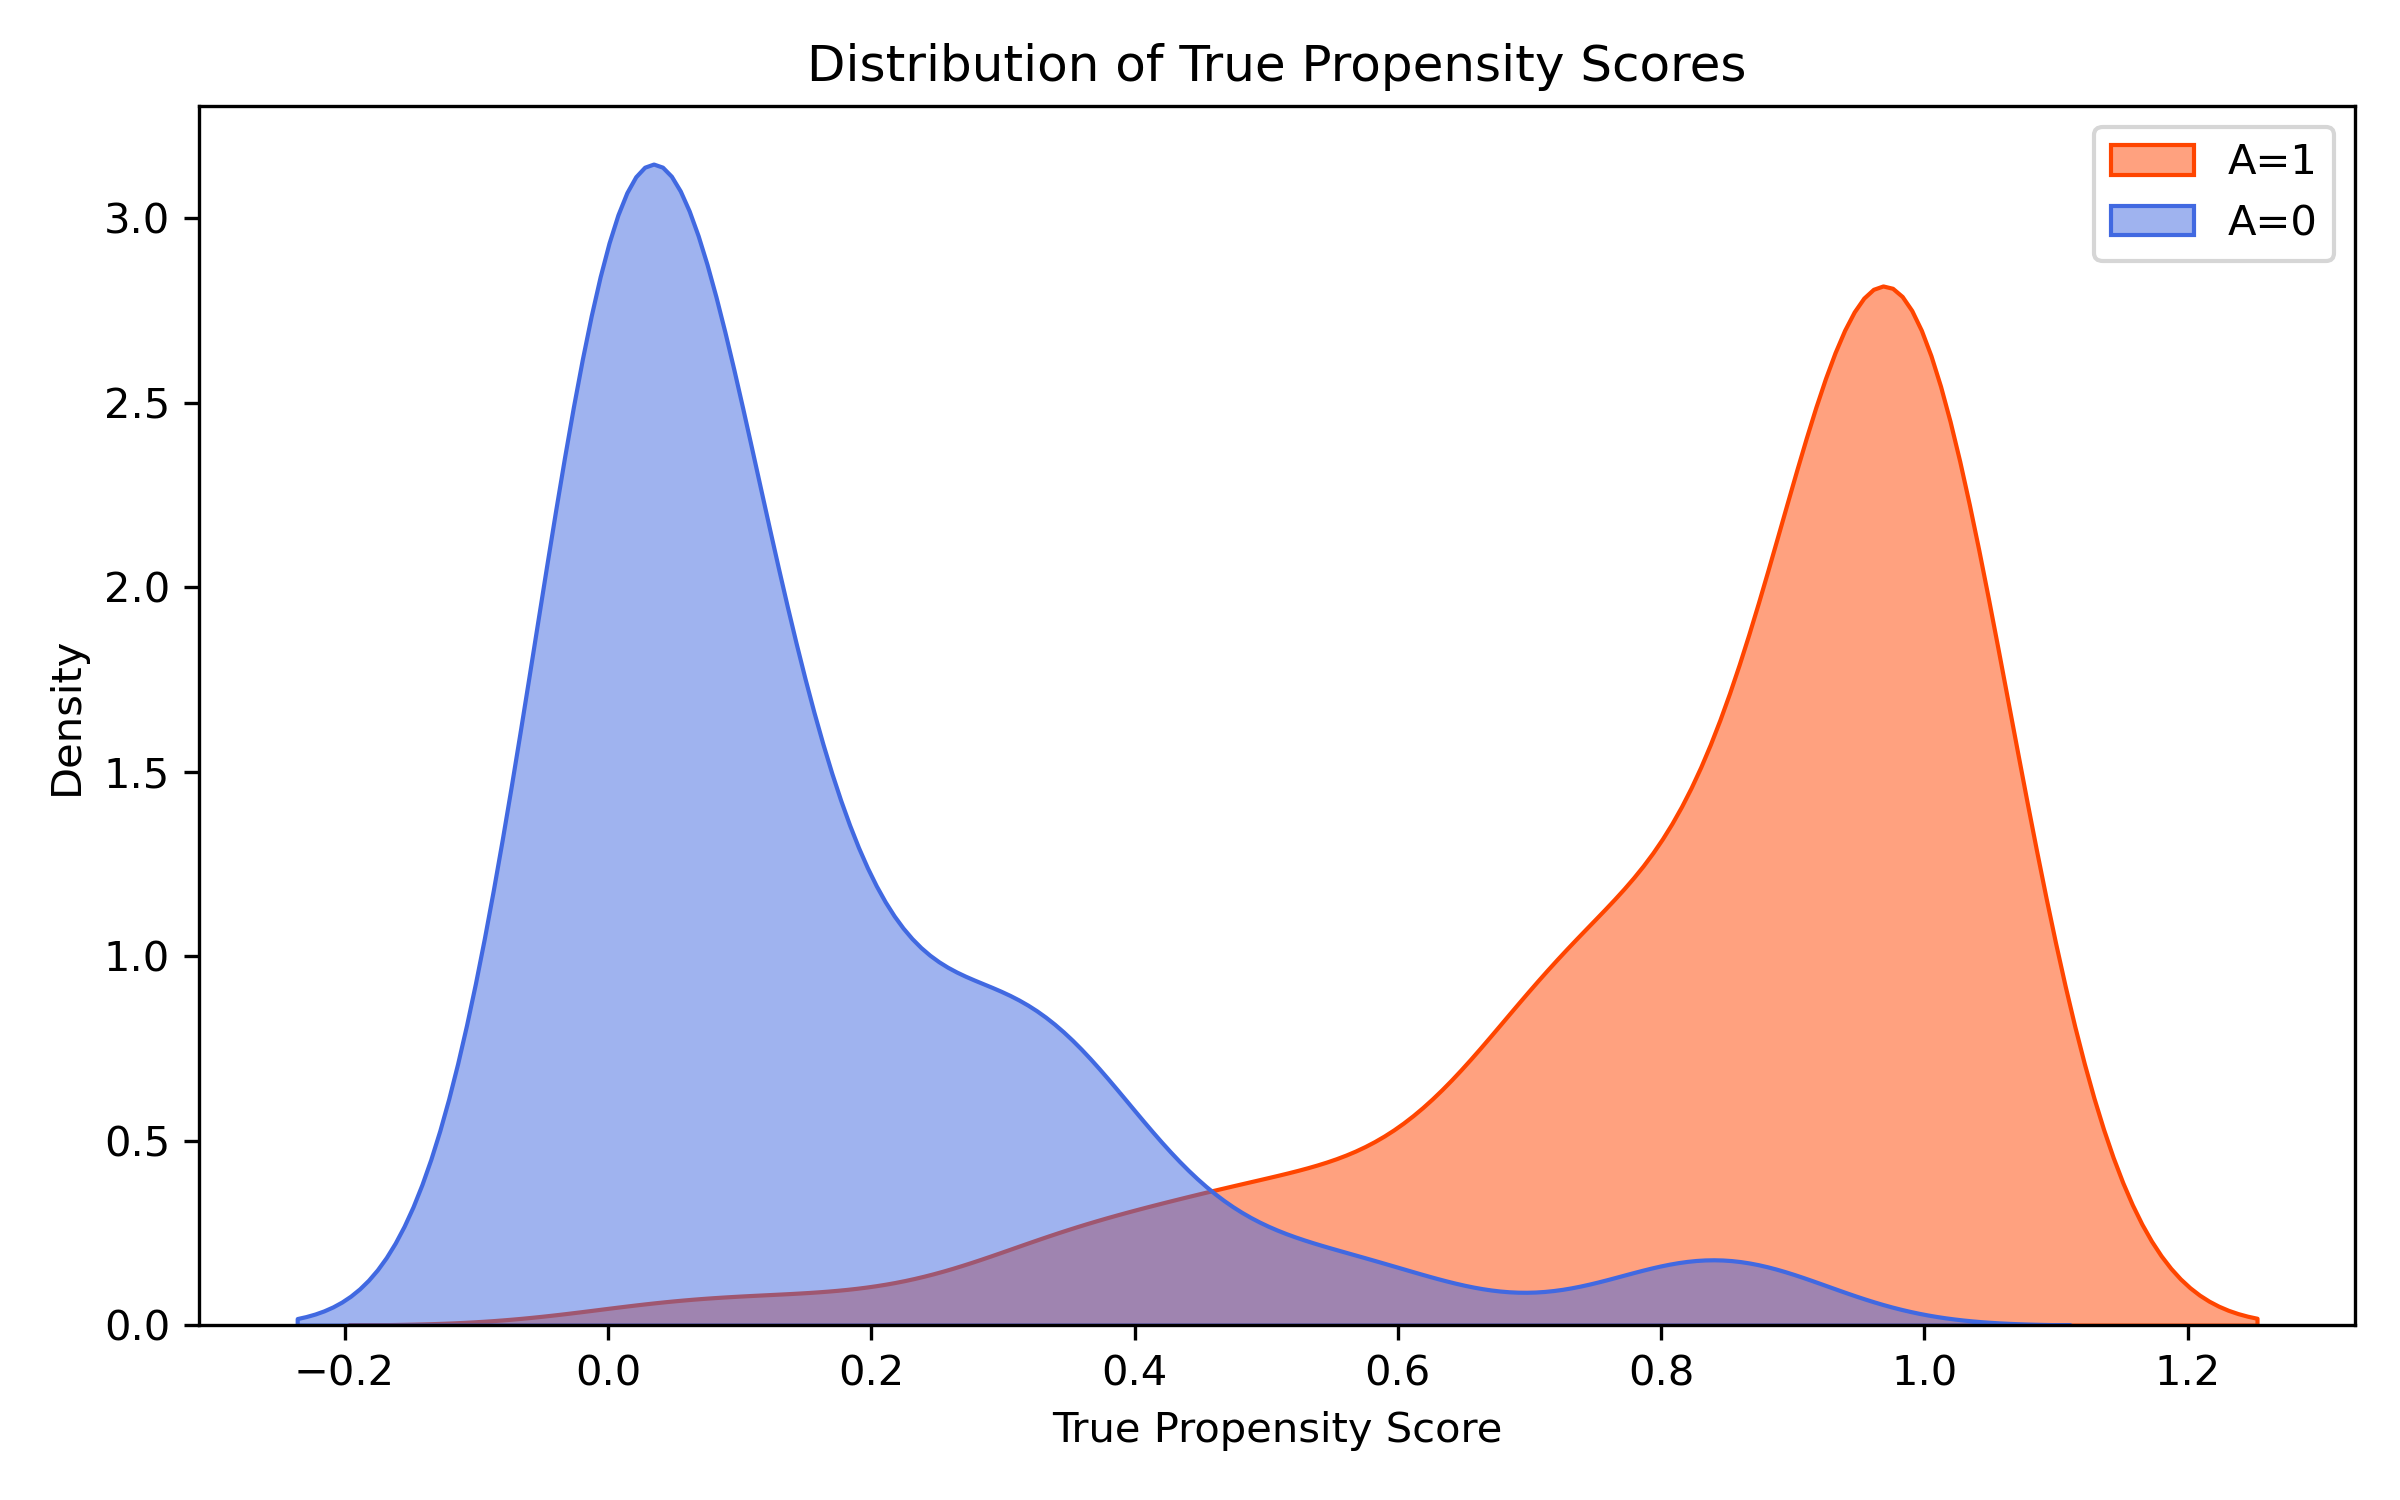 Distribution of True Propensity Scores
A=1
A=0
3.0
2.5
2.0
1.5
1.0
0.5
0.0
Density
−0.2 0.0 0.2 0.4 0.6 0.8 1.0 1.2
True Propensity Score